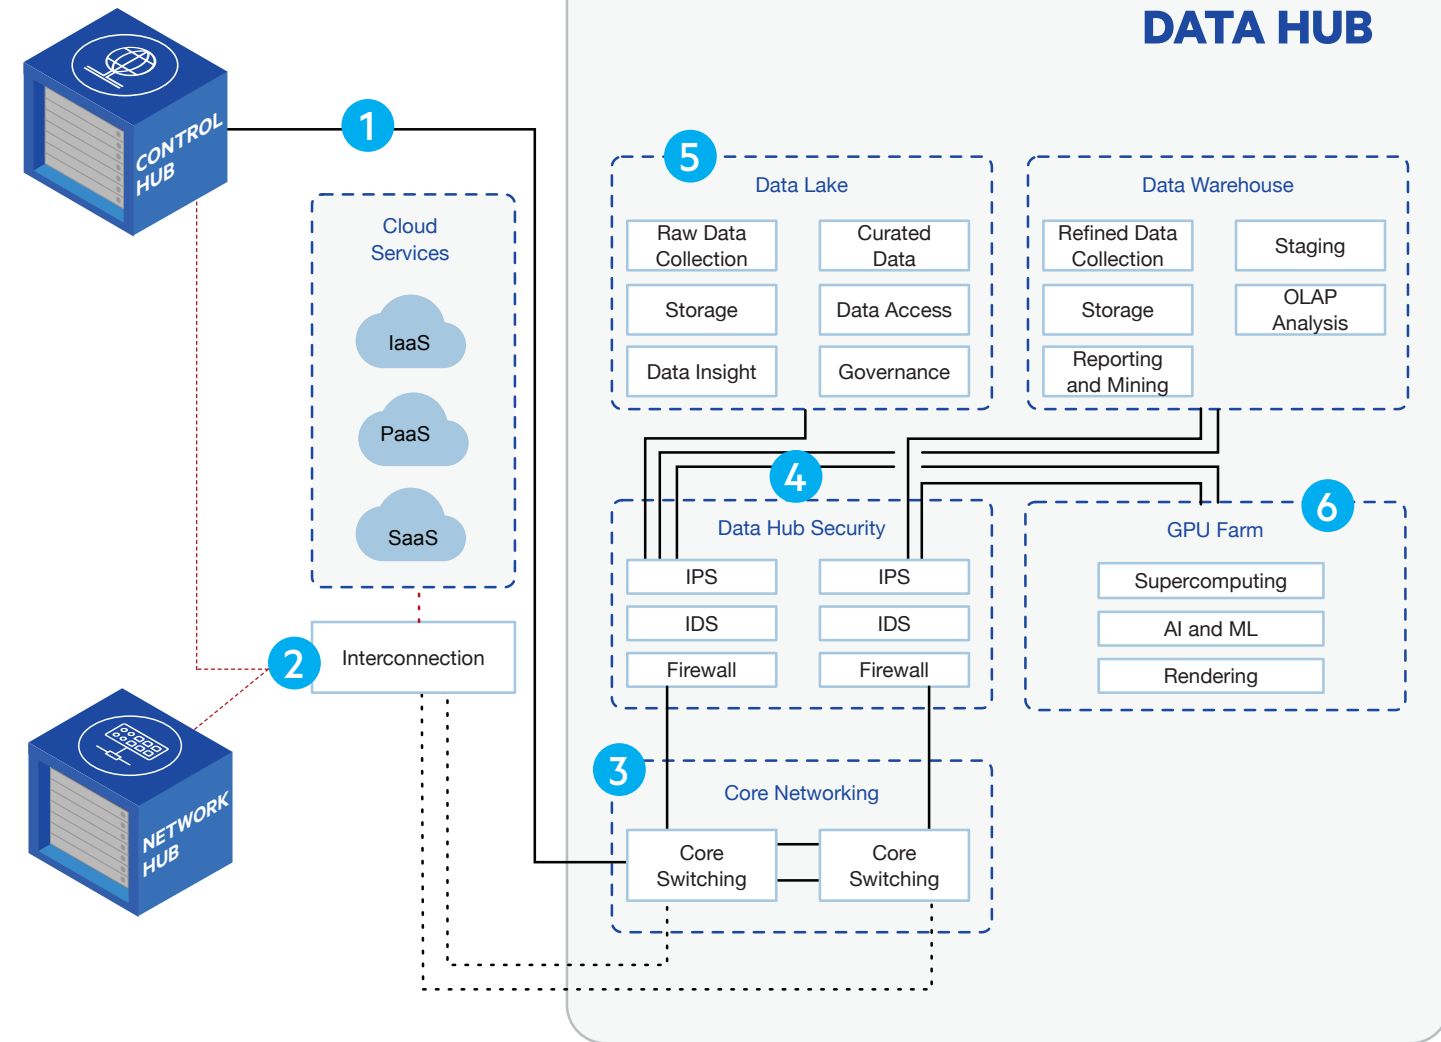 DATA HUB
CONTROL
HUB
1
Cloud
Services
IaaS
PaaS
SaaS
2
Interconnection
NETWORK
HUB
5
Data Lake
Raw Data
Collection
Curated
Data
Storage
Data Access
Data Insight
Governance
Data Warehouse
Refined Data
Collection
Staging
Storage
OLAP
Analysis
Reporting
and Mining
4
Data Hub Security
IPS
IPS
IDS
IDS
Firewall
Firewall
6
GPU Farm
Supercomputing
AI and ML
Rendering
3
Core Networking
Core
Switching
Core
Switching